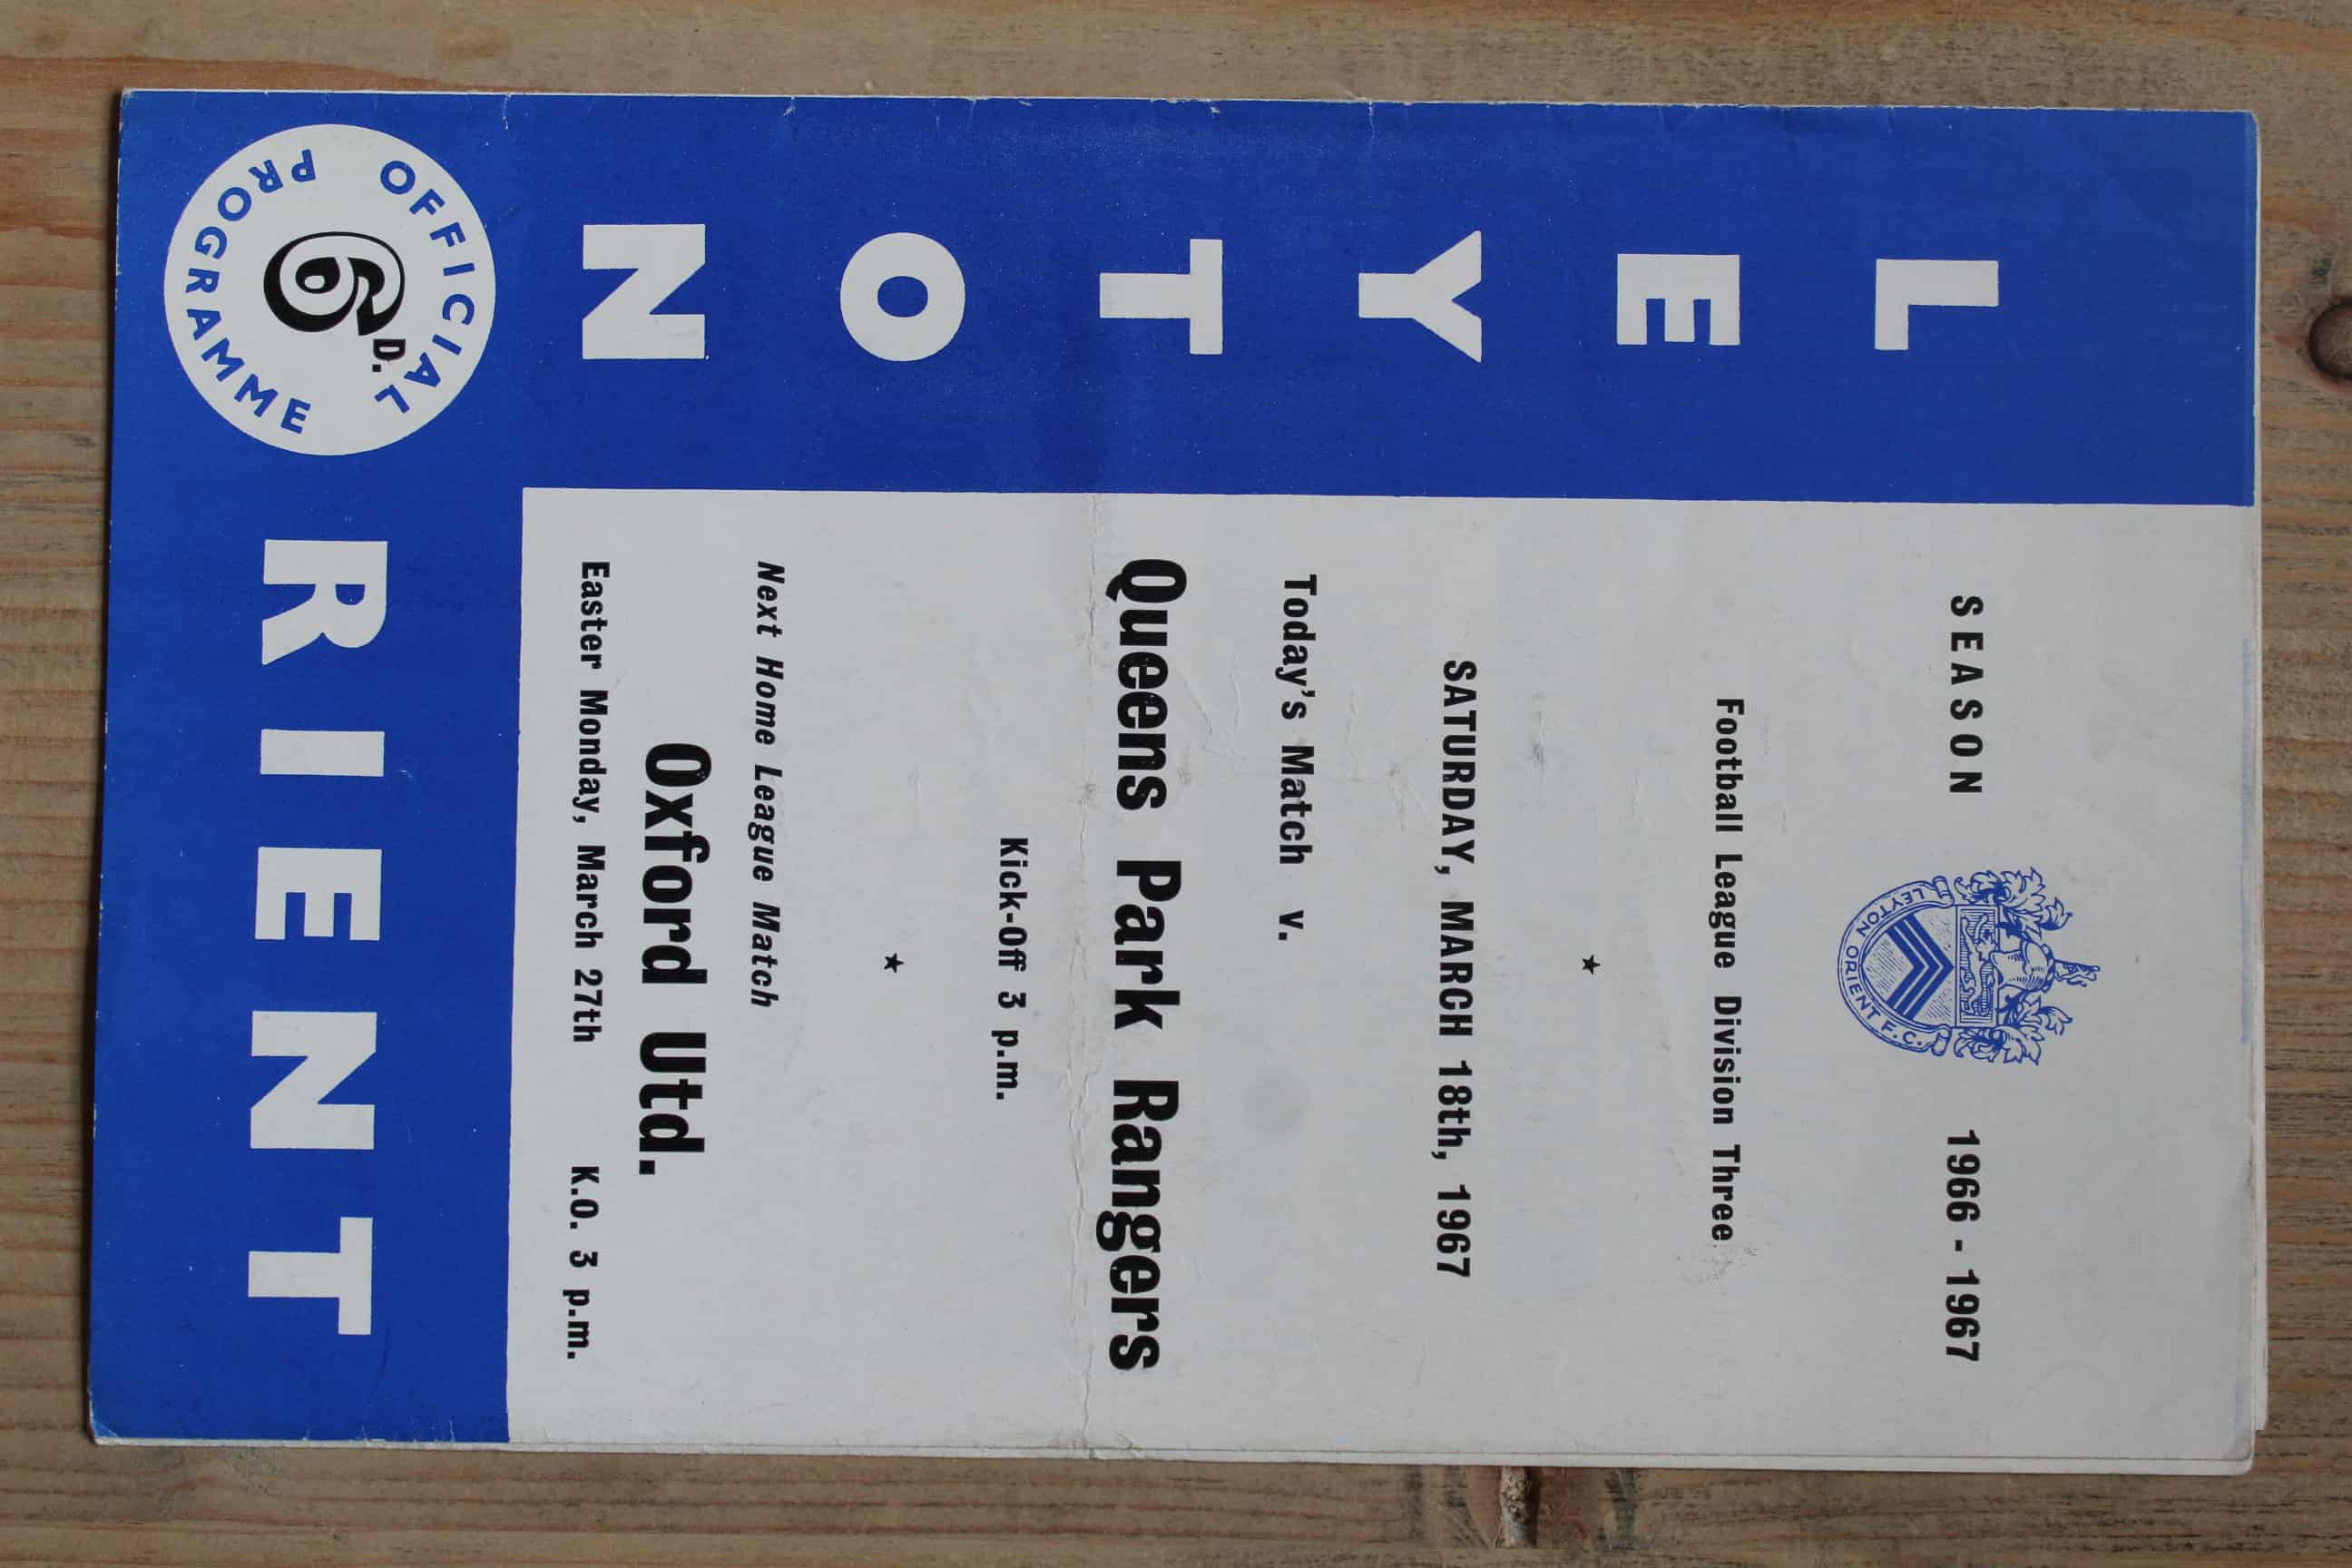 LEYTON
ORIENT
OFFICIAL
PROGRAMME
6D.
SEASON 1966 - 1967
LEYTON ORIENT F.C.
Football League Division Three
★
SATURDAY, MARCH 18th, 1967
Today's Match v.
Queens Park Rangers
Kick-Off 3 p.m.
★
Next Home League Match
Oxford Utd.
Easter Monday, March 27th K.O. 3 p.m.